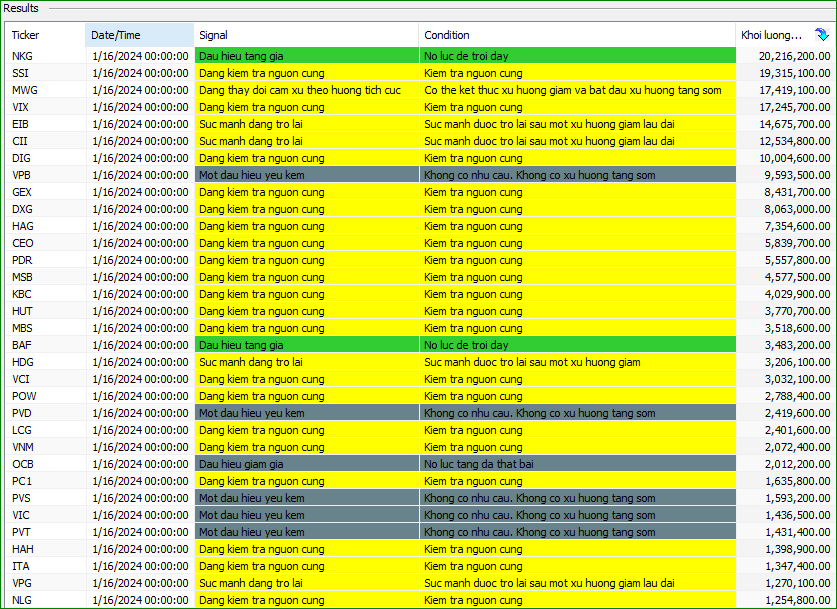 Results
Ticker Date/Time Signal Condition Khoi luong...
NKG 1/16/2024 00:00:00 Dau hieu tang gia No luc de troi day 20,216,200.00
SSI 1/16/2024 00:00:00 Dang kiem tra nguon cung Kiem tra nguon cung 19,315,100.00
MWG 1/16/2024 00:00:00 Dang thay doi cam xu theo huong tich cuc Co the ket thuc xu huong giam va bat dau xu huong tang som 17,419,100.00
VIX 1/16/2024 00:00:00 Dang kiem tra nguon cung Kiem tra nguon cung 17,245,700.00
EIB 1/16/2024 00:00:00 Suc manh dang tro lai Suc manh duoc tro lai sau mot xu huong giam lau dai 14,675,700.00
CII 1/16/2024 00:00:00 Suc manh dang tro lai Suc manh duoc tro lai sau mot xu huong giam lau dai 12,534,800.00
DIG 1/16/2024 00:00:00 Dang kiem tra nguon cung Kiem tra nguon cung 10,004,600.00
VPB 1/16/2024 00:00:00 Mot dau hieu yeu kem Khong co nhu cau. Khong co xu huong tang som 9,593,500.00
GEX 1/16/2024 00:00:00 Dang kiem tra nguon cung Kiem tra nguon cung 8,431,700.00
DXG 1/16/2024 00:00:00 Dang kiem tra nguon cung Kiem tra nguon cung 8,063,000.00
HAG 1/16/2024 00:00:00 Dang kiem tra nguon cung Kiem tra nguon cung 7,354,600.00
CEO 1/16/2024 00:00:00 Dang kiem tra nguon cung Kiem tra nguon cung 5,839,700.00
PDR 1/16/2024 00:00:00 Dang kiem tra nguon cung Kiem tra nguon cung 5,557,800.00
MSB 1/16/2024 00:00:00 Dang kiem tra nguon cung Kiem tra nguon cung 4,577,500.00
KBC 1/16/2024 00:00:00 Dang kiem tra nguon cung Kiem tra nguon cung 4,029,900.00
HUT 1/16/2024 00:00:00 Dang kiem tra nguon cung Kiem tra nguon cung 3,770,700.00
MBS 1/16/2024 00:00:00 Dang kiem tra nguon cung Kiem tra nguon cung 3,518,600.00
BAF 1/16/2024 00:00:00 Dau hieu tang gia No luc de troi day 3,483,200.00
HDG 1/16/2024 00:00:00 Suc manh dang tro lai Suc manh duoc tro lai sau mot xu huong giam 3,206,100.00
VCI 1/16/2024 00:00:00 Dang kiem tra nguon cung Kiem tra nguon cung 3,032,100.00
POW 1/16/2024 00:00:00 Dang kiem tra nguon cung Kiem tra nguon cung 2,788,400.00
PVD 1/16/2024 00:00:00 Mot dau hieu yeu kem Khong co nhu cau. Khong co xu huong tang som 2,419,600.00
LCG 1/16/2024 00:00:00 Dang kiem tra nguon cung Kiem tra nguon cung 2,401,600.00
VNM 1/16/2024 00:00:00 Dang kiem tra nguon cung Kiem tra nguon cung 2,072,400.00
OCB 1/16/2024 00:00:00 Dau hieu giam gia No luc tang da that bai 2,012,200.00
PC1 1/16/2024 00:00:00 Dang kiem tra nguon cung Kiem tra nguon cung 1,635,800.00
PVS 1/16/2024 00:00:00 Mot dau hieu yeu kem Khong co nhu cau. Khong co xu huong tang som 1,593,200.00
VIC 1/16/2024 00:00:00 Mot dau hieu yeu kem Khong co nhu cau. Khong co xu huong tang som 1,436,500.00
PVT 1/16/2024 00:00:00 Mot dau hieu yeu kem Khong co nhu cau. Khong co xu huong tang som 1,431,400.00
HAH 1/16/2024 00:00:00 Dang kiem tra nguon cung Kiem tra nguon cung 1,398,900.00
ITA 1/16/2024 00:00:00 Dang kiem tra nguon cung Kiem tra nguon cung 1,347,400.00
VPG 1/16/2024 00:00:00 Suc manh dang tro lai Suc manh duoc tro lai sau mot xu huong giam lau dai 1,270,100.00
NLG 1/16/2024 00:00:00 Dang kiem tra nguon cung Kiem tra nguon cung 1,254,800.00